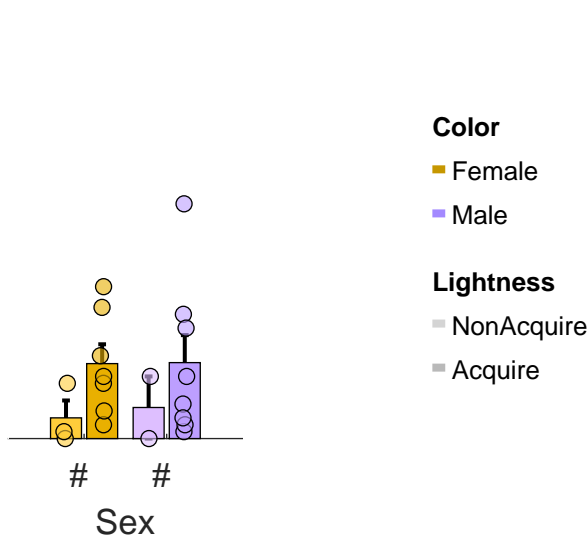 Color
Female
Male
Lightness
NonAcquire
Acquire
# #
Sex